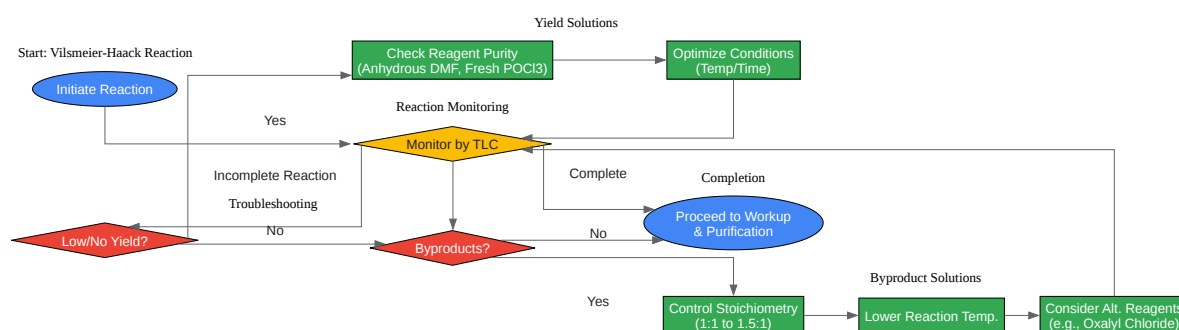 Yield Solutions
Start: Vilsmeier-Haack Reaction
Check Reagent Purity
(Anhydrous DMF, Fresh POCl3)
Optimize Conditions
(Temp/Time)
Initiate Reaction
Reaction Monitoring
Yes
Monitor by TLC
Incomplete Reaction
Complete
Completion
Troubleshooting
Proceed to Workup
& Purification
Low/No Yield?
No
Byproducts?
No
Byproduct Solutions
Yes
Control Stoichiometry
(1:1 to 1.5:1)
Lower Reaction Temp.
Consider Alt. Reagents
(e.g., Oxalyl Chloride)